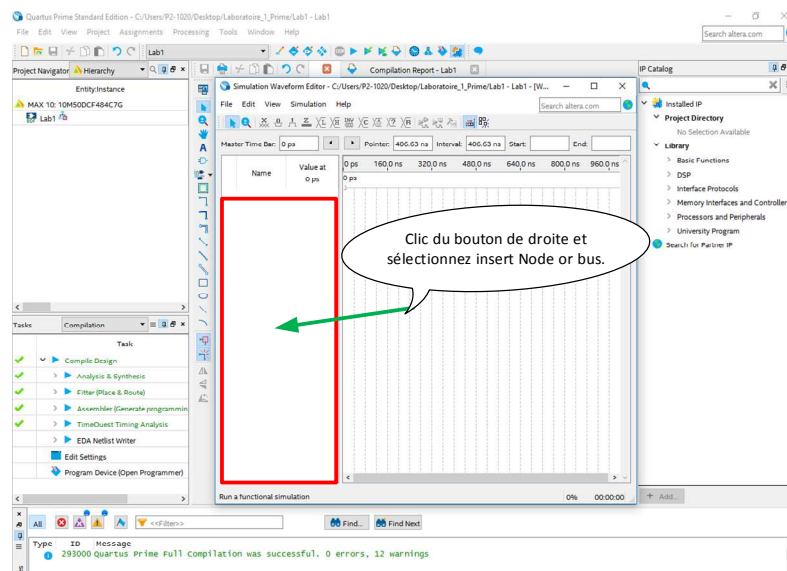 Quartus Prime Standard Edition - C:/Users/P2-1020/Desktop/Laboratoire_1_Prime/Lab1 - Lab1
File Edit View Project Assignments Processing Tools Window Help
Search altera.com
Lab1
Project Navigator Hierarchy
Compilation Report - Lab1
IP Catalog
Entity:Instance
MAX 10: 10M50DCF484C7G
Lab1
Simulation Waveform Editor - C:/Users/P2-1020/Desktop/Laboratoire_1_Prime/Lab1 - Lab1 - [W...
File Edit View Simulation Help
Search altera.com
Master Time Bar: 0 ps Pointer: 406.63 ns Interval: 406.63 ns Start: End:
Name Value at 0 ps
0 ps 160.0 ns 320.0 ns 480.0 ns 640.0 ns 800.0 ns 960.0 ns
0 ps
Clic du bouton de droite et
sélectionnez insert Node or bus.
Run a functional simulation 0% 00:00:00
Installed IP
Project Directory
No Selection Available
Library
Basic Functions
DSP
Interface Protocols
Memory Interfaces and Controller
Processors and Peripherals
University Program
Search for Partner IP
+ Add...
Tasks Compilation
Task
Compile Design
Analysis & Synthesis
Fitter (Place & Route)
Assembler (Generate programmin
TimeQuest Timing Analysis
EDA Netlist Writer
Edit Settings
Program Device (Open Programmer)
All <<Filter>> Find... Find Next
Type ID Message
293000 Quartus Prime Full Compilation was successful. 0 errors, 12 warnings